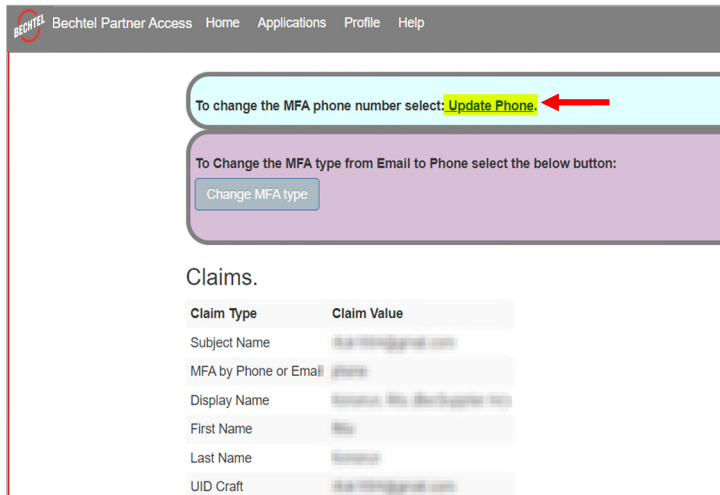 BECHTEL Bechtel Partner Access Home Applications Profile Help
To change the MFA phone number select: Update Phone.
To Change the MFA type from Email to Phone select the below button:
Change MFA type
Claims.
Claim Type Claim Value
Subject Name
MFA by Phone or Email
Display Name
First Name
Last Name
UID Craft